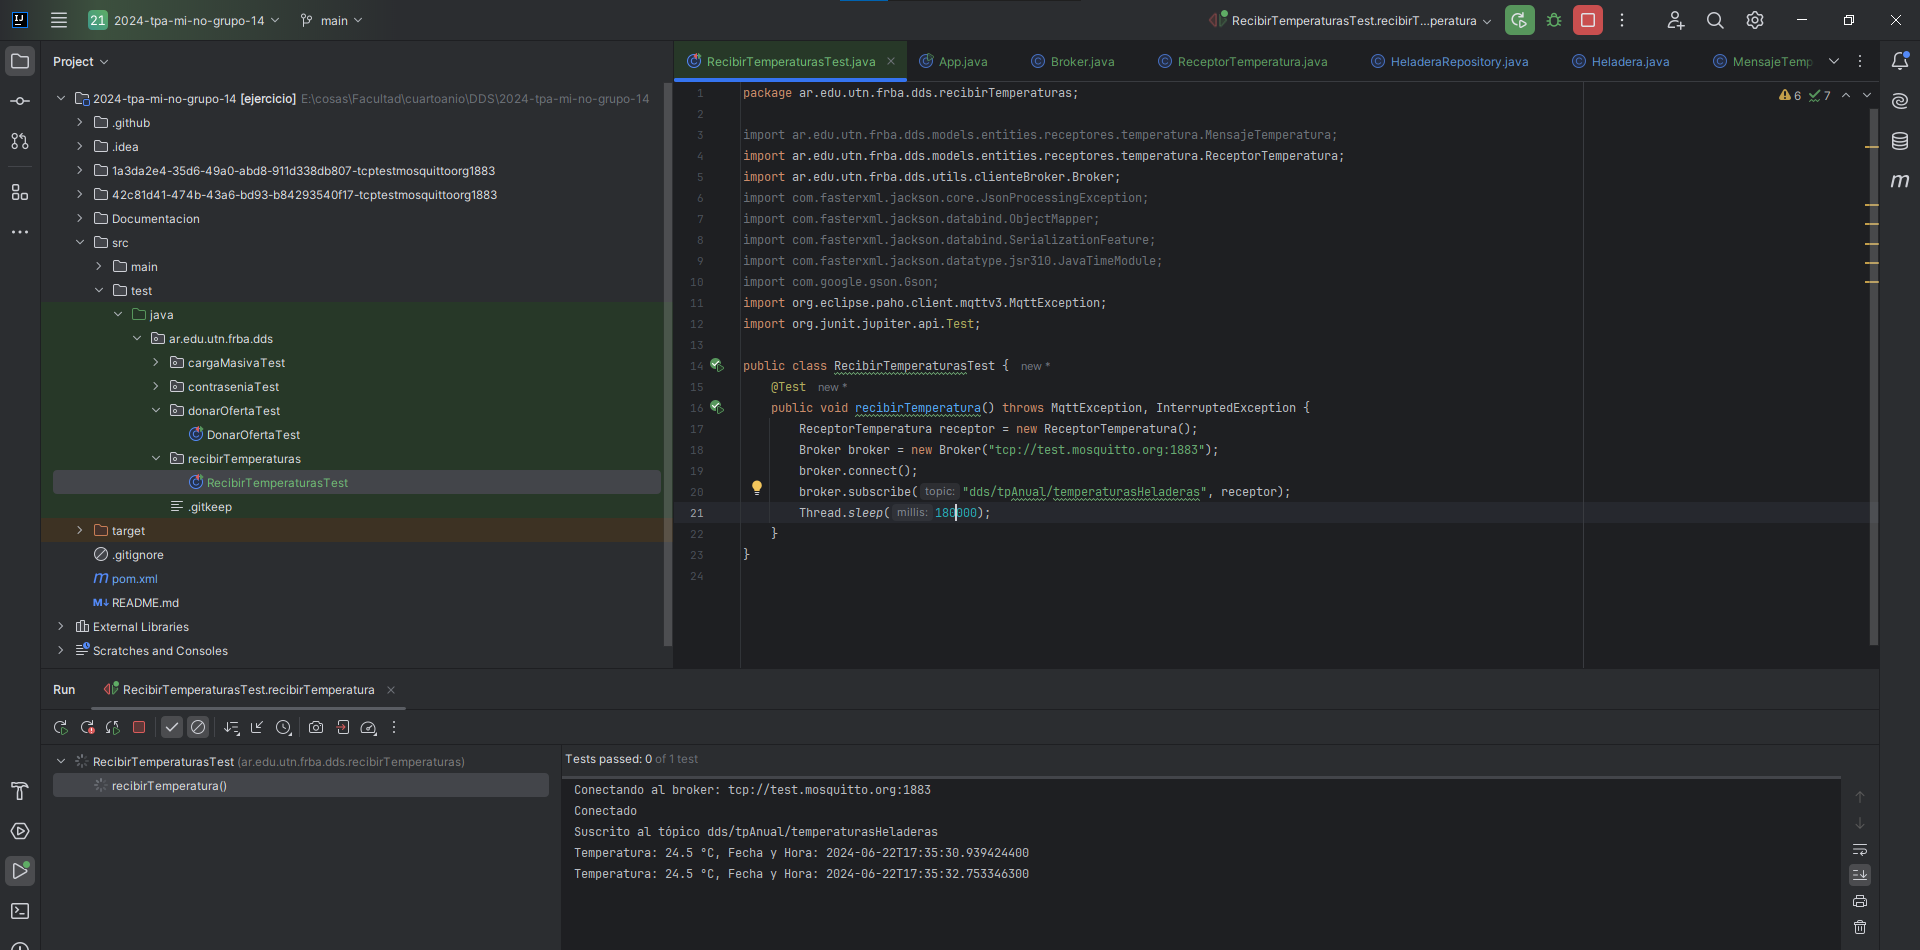 21 2024-tpa-mi-no-grupo-14 main RecibirTemperaturasTest.recibirT...peratura
Project
RecibirTemperaturasTest.java App.java Broker.java ReceptorTemperatura.java HeladeraRepository.java Heladera.java MensajeTemp
2024-tpa-mi-no-grupo-14 [ejercicio] E:\cosas\Facultad\cuartoanio\DDS\2024-tpa-mi-no-grupo-14
.github
.idea
1a3da2e4-35d6-49a0-abd8-911d338db807-tcptestmosquittoorg1883
42c81d41-474b-43a6-bd93-b84293540f17-tcptestmosquittoorg1883
Documentacion
src
main
test
java
ar.edu.utn.frba.dds
cargaMasivaTest
contraseniaTest
donarOfertaTest
DonarOfertaTest
recibirTemperaturas
RecibirTemperaturasTest
.gitkeep
target
.gitignore
pom.xml
README.md
External Libraries
Scratches and Consoles
6 7
1 package ar.edu.utn.frba.dds.recibirTemperaturas;
2
3 import ar.edu.utn.frba.dds.models.entities.receptores.temperatura.MensajeTemperatura;
4 import ar.edu.utn.frba.dds.models.entities.receptores.temperatura.ReceptorTemperatura;
5 import ar.edu.utn.frba.dds.utils.clienteBroker.Broker;
6 import com.fasterxml.jackson.core.JsonProcessingException;
7 import com.fasterxml.jackson.databind.ObjectMapper;
8 import com.fasterxml.jackson.databind.SerializationFeature;
9 import com.fasterxml.jackson.datatype.jsr310.JavaTimeModule;
10 import com.google.gson.Gson;
11 import org.eclipse.paho.client.mqttv3.MqttException;
12 import org.junit.jupiter.api.Test;
13
14 public class RecibirTemperaturasTest { new *
15 @Test new *
16 public void recibirTemperatura() throws MqttException, InterruptedException {
17 ReceptorTemperatura receptor = new ReceptorTemperatura();
18 Broker broker = new Broker("tcp://test.mosquitto.org:1883");
19 broker.connect();
20 broker.subscribe( topic: "dds/tpAnual/temperaturasHeladeras", receptor);
21 Thread.sleep( millis: 180000);
22 }
23 }
24
Run RecibirTemperaturasTest.recibirTemperatura
RecibirTemperaturasTest (ar.edu.utn.frba.dds.recibirTemperaturas)
recibirTemperatura()
Tests passed: 0 of 1 test
Conectando al broker: tcp://test.mosquitto.org:1883
Conectado
Suscrito al tópico dds/tpAnual/temperaturasHeladeras
Temperatura: 24.5 °C, Fecha y Hora: 2024-06-22T17:35:30.939424400
Temperatura: 24.5 °C, Fecha y Hora: 2024-06-22T17:35:32.753346300